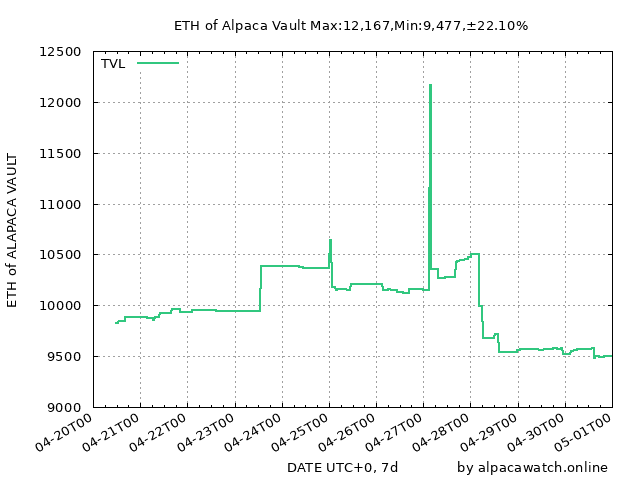 ETH of Alpaca Vault Max:12,167,Min:9,477,±22.10%
TVL
12500
12000
11500
11000
10500
10000
9500
9000
ETH of ALAPACA VAULT
04-20T00
04-21T00
04-22T00
04-23T00
04-24T00
04-25T00
04-26T00
04-27T00
04-28T00
04-29T00
04-30T00
05-01T00
DATE UTC+0, 7d
by alpacawatch.online